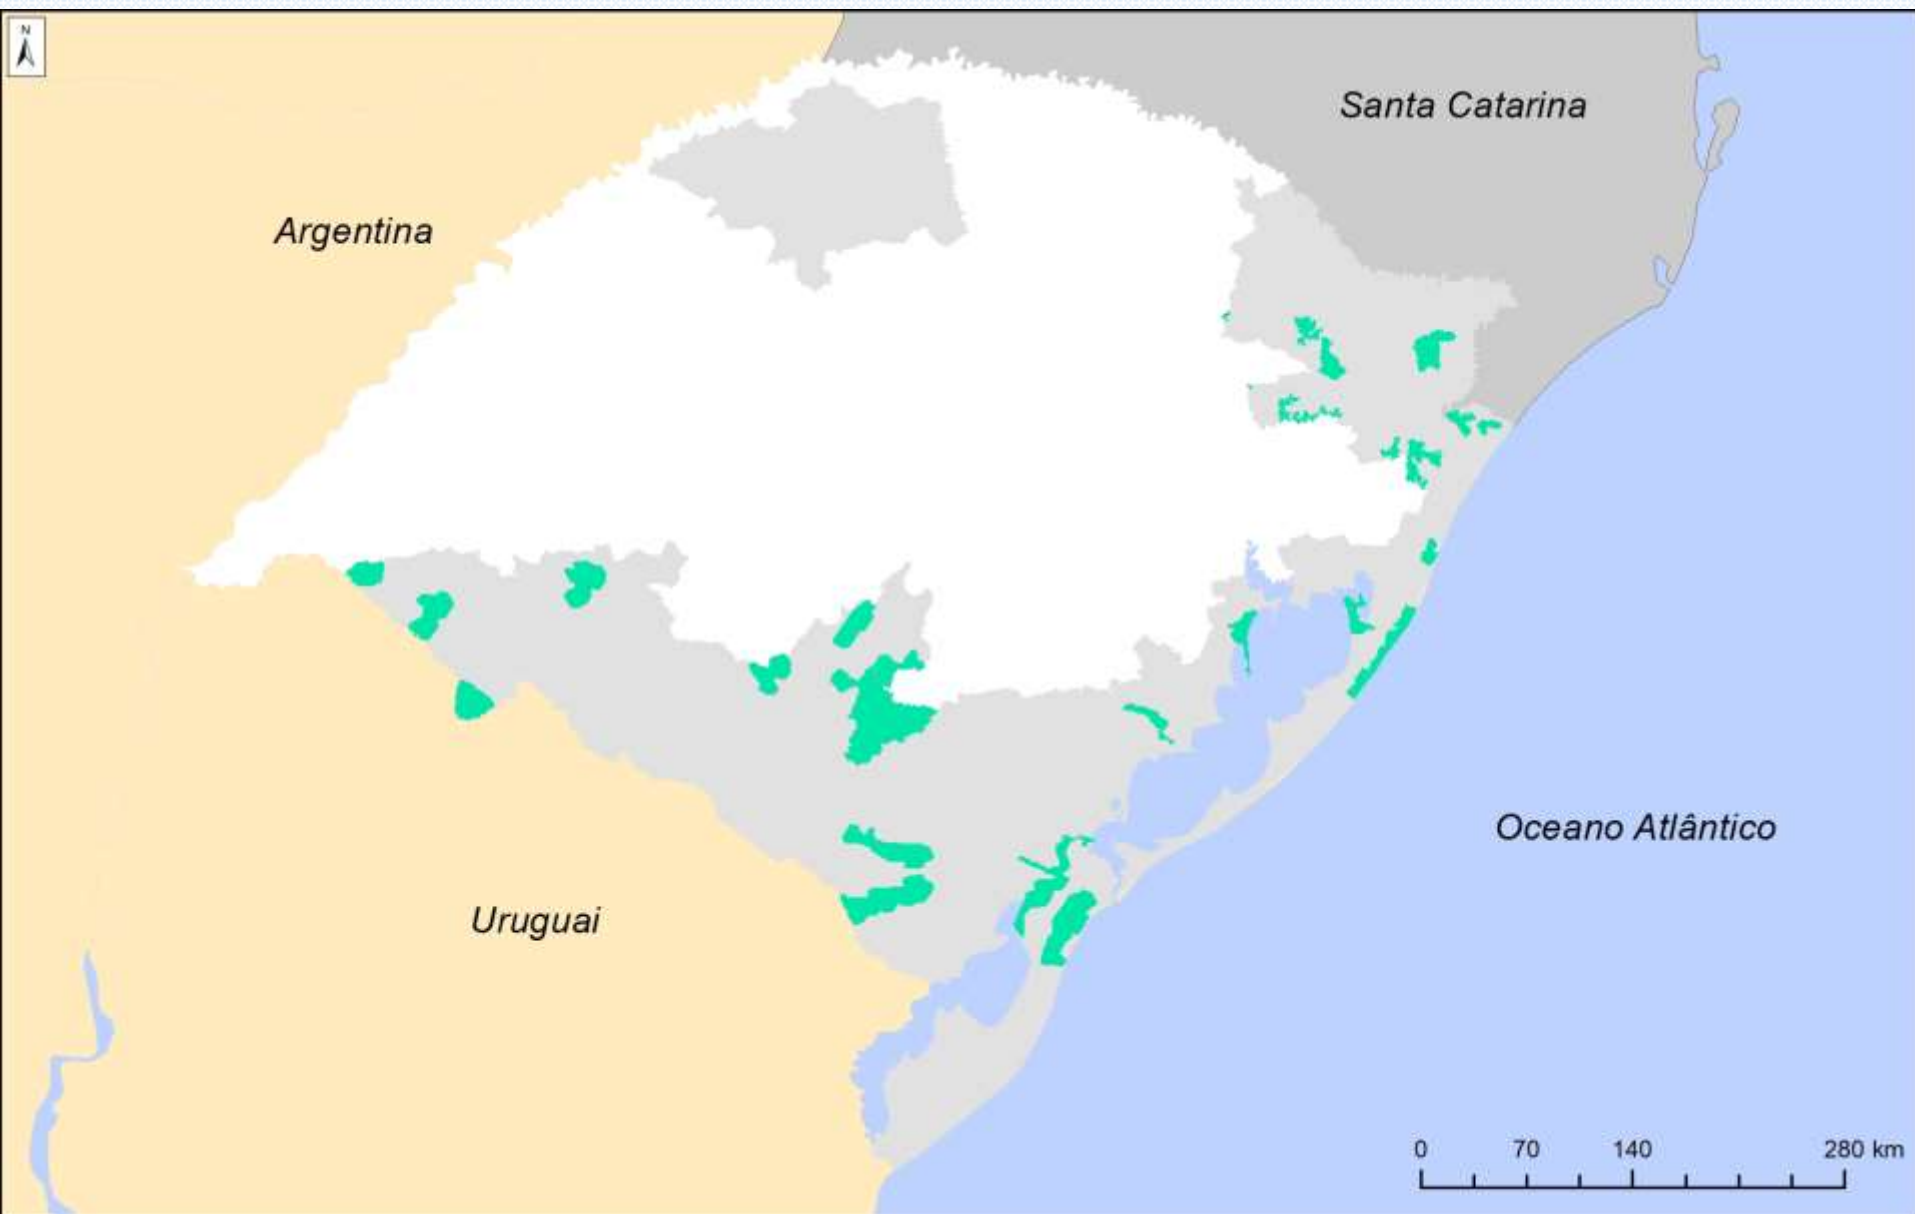 N
Santa Catarina
Argentina
Oceano Atlântico
Uruguai
0 70 140 280 km